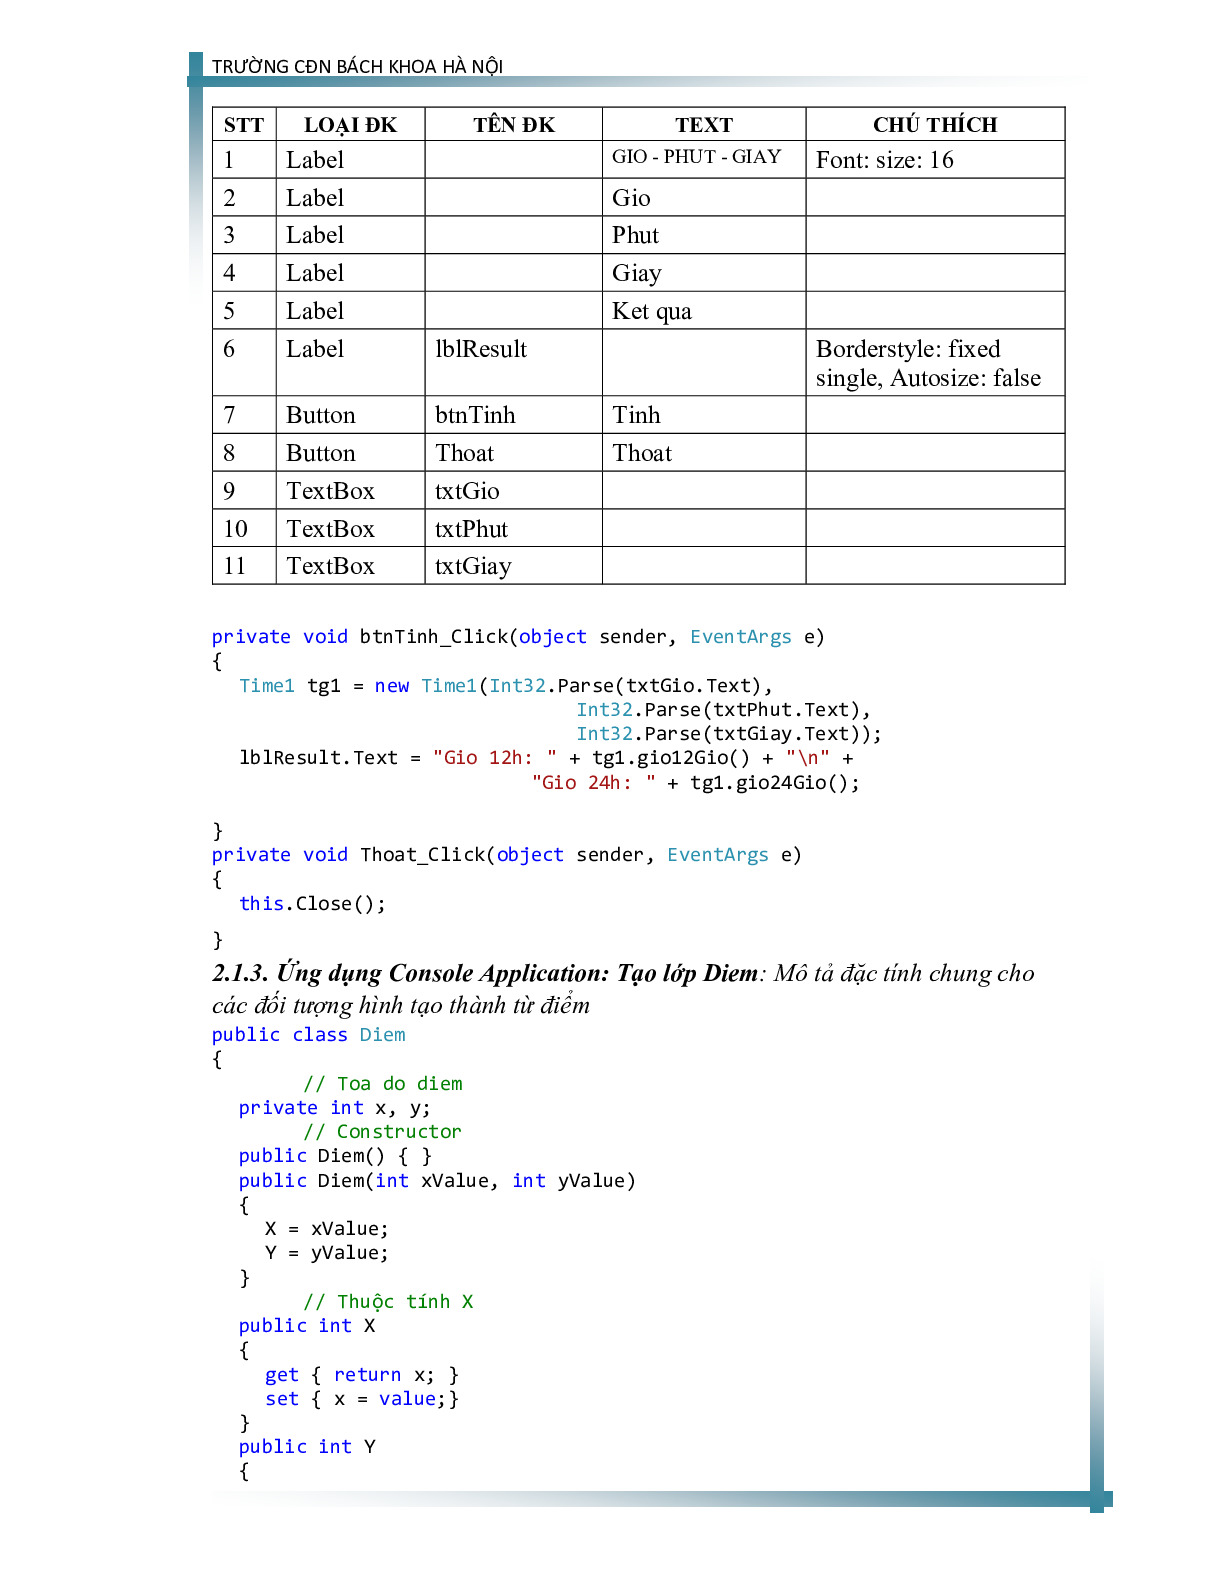 TRƯỜNG CĐN BÁCH KHOA HÀ NỘI
STT LOẠI ĐK TÊN ĐK TEXT CHÚ THÍCH
1 Label GIO - PHUT - GIAY Font: size: 16
2 Label Gio
3 Label Phut
4 Label Giay
5 Label Ket qua
6 Label lblResult Borderstyle: fixed
single, Autosize: false
7 Button btnTinh Tinh
8 Button Thoat Thoat
9 TextBox txtGio
10 TextBox txtPhut
11 TextBox txtGiay
private void btnTinh_Click(object sender, EventArgs e)
{
Time1 tg1 = new Time1(Int32.Parse(txtGio.Text),
Int32.Parse(txtPhut.Text),
Int32.Parse(txtGiay.Text));
lblResult.Text = "Gio 12h: " + tg1.gio12Gio() + "\n" +
"Gio 24h: " + tg1.gio24Gio();
}
private void Thoat_Click(object sender, EventArgs e)
{
this.Close();
}
2.1.3. Ứng dụng Console Application: Tạo lớp Diem: Mô tả đặc tính chung cho
các đối tượng hình tạo thành từ điểm
public class Diem
{
// Toa do diem
private int x, y;
// Constructor
public Diem() { }
public Diem(int xValue, int yValue)
{
X = xValue;
Y = yValue;
}
// Thuộc tính X
public int X
{
get { return x; }
set { x = value;}
}
public int Y
{